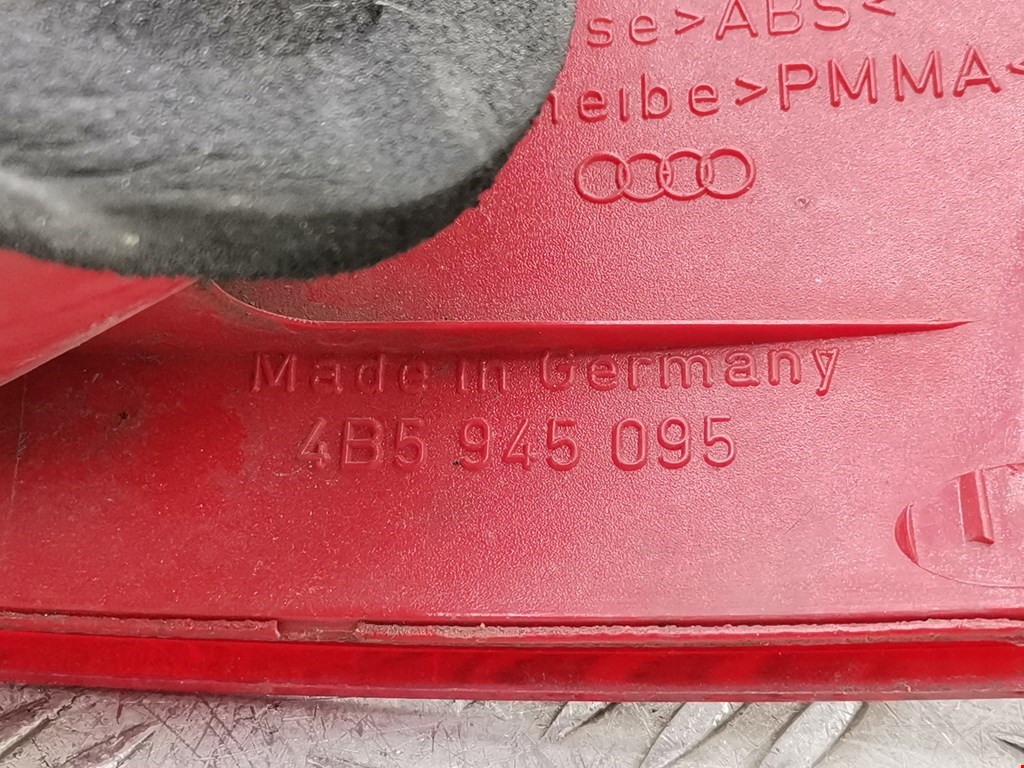 se>ABS<
heibe>PMMA<
Made in Germany
4B5 945 095